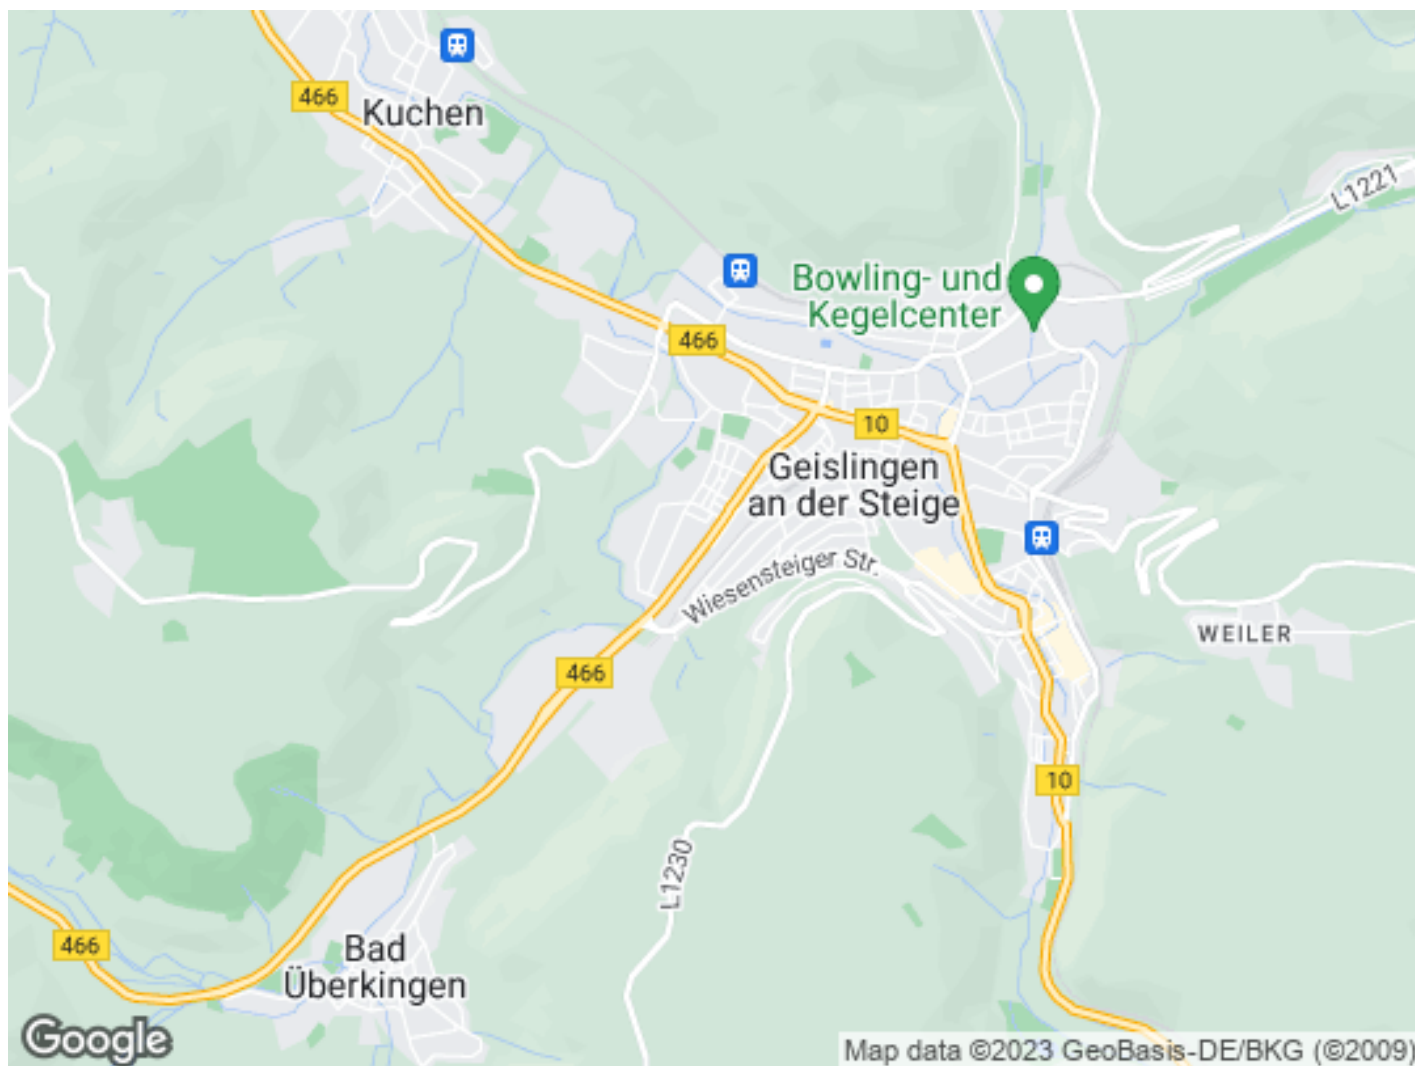 466
Kuchen
L1221
Bowling- und
Kegelcenter
466
10
Geislingen
an der Steige
Wiesensteiger Str.
WEILER
466
10
L1230
466
Bad
Überkingen
Google
Map data ©2023 GeoBasis-DE/BKG (©2009)